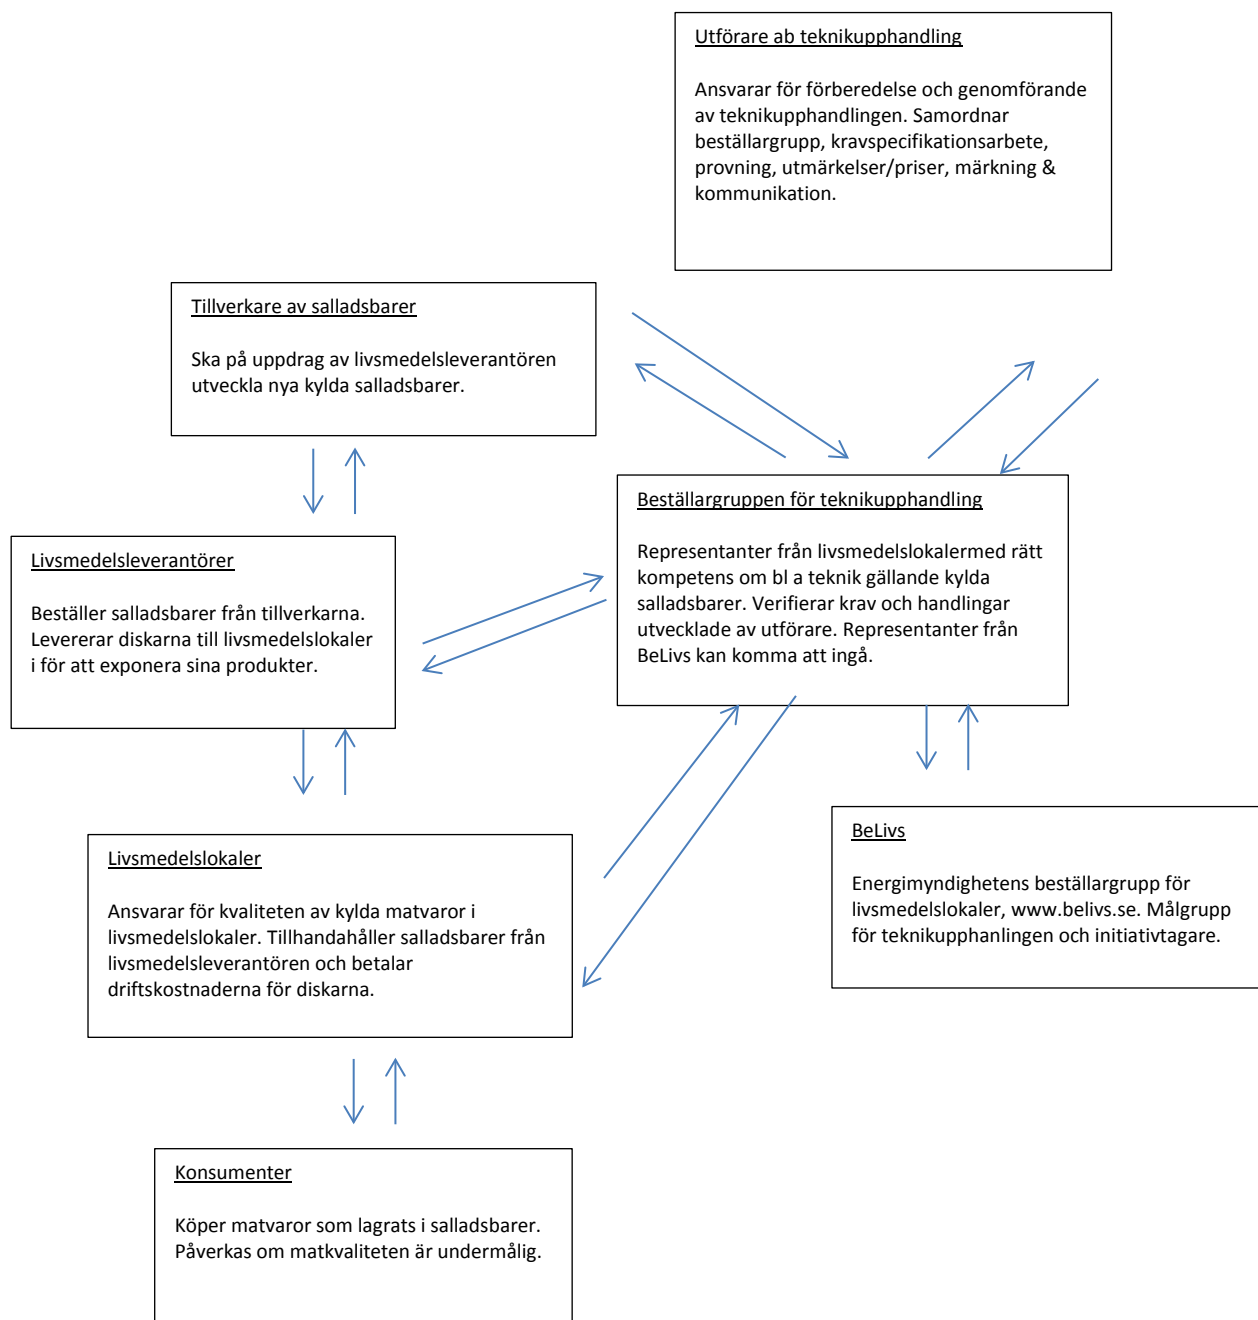 Utförare ab teknikupphandling
Ansvarar för förberedelse och genomförande
av teknikupphandlingen. Samordnar
beställargrupp, kravspecifikationsarbete,
provning, utmärkelser/priser, märkning &
kommunikation.
Tillverkare av salladsbarer
Ska på uppdrag av livsmedelsleverantören
utveckla nya kylda salladsbarer.
Beställargruppen för teknikupphandling
Representanter från livsmedelslokalermed rätt
kompetens om bl a teknik gällande kylda
salladsbarer. Verifierar krav och handlingar
utvecklade av utförare. Representanter från
BeLivs kan komma att ingå.
Livsmedelsleverantörer
Beställer salladsbarer från tillverkarna.
Levererar diskarna till livsmedelslokaler
i för att exponera sina produkter.
Livsmedelslokaler
Ansvarar för kvaliteten av kylda matvaror i
livsmedelslokaler. Tillhandahåller salladsbarer från
livsmedelsleverantören och betalar
driftskostnaderna för diskarna.
BeLivs
Energimyndighetens beställargrupp för
livsmedelslokaler, www.belivs.se. Målgrupp
för teknikupphanlingen och initiativtagare.
Konsumenter
Köper matvaror som lagrats i salladsbarer.
Påverkas om matkvaliteten är undermålig.